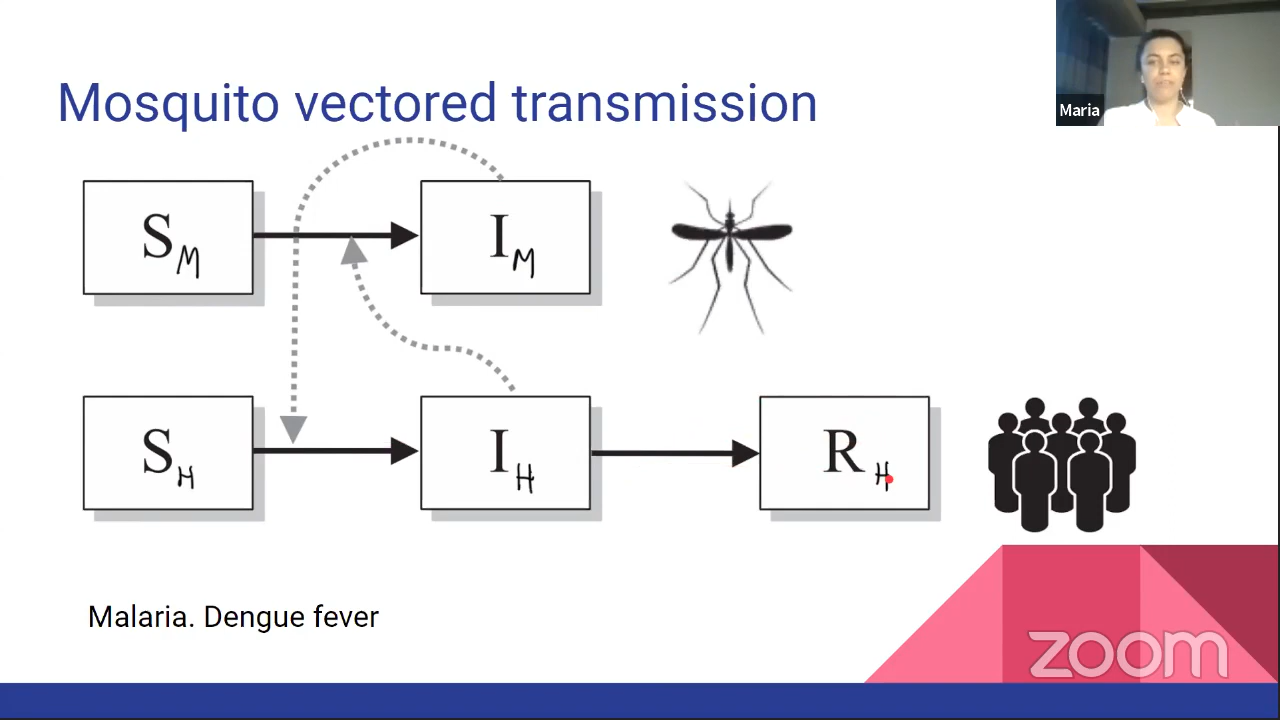 Maria
Mosquito vectored transmission
S_M
I_M
S_H
I_H
R_H
Malaria. Dengue fever
zoom